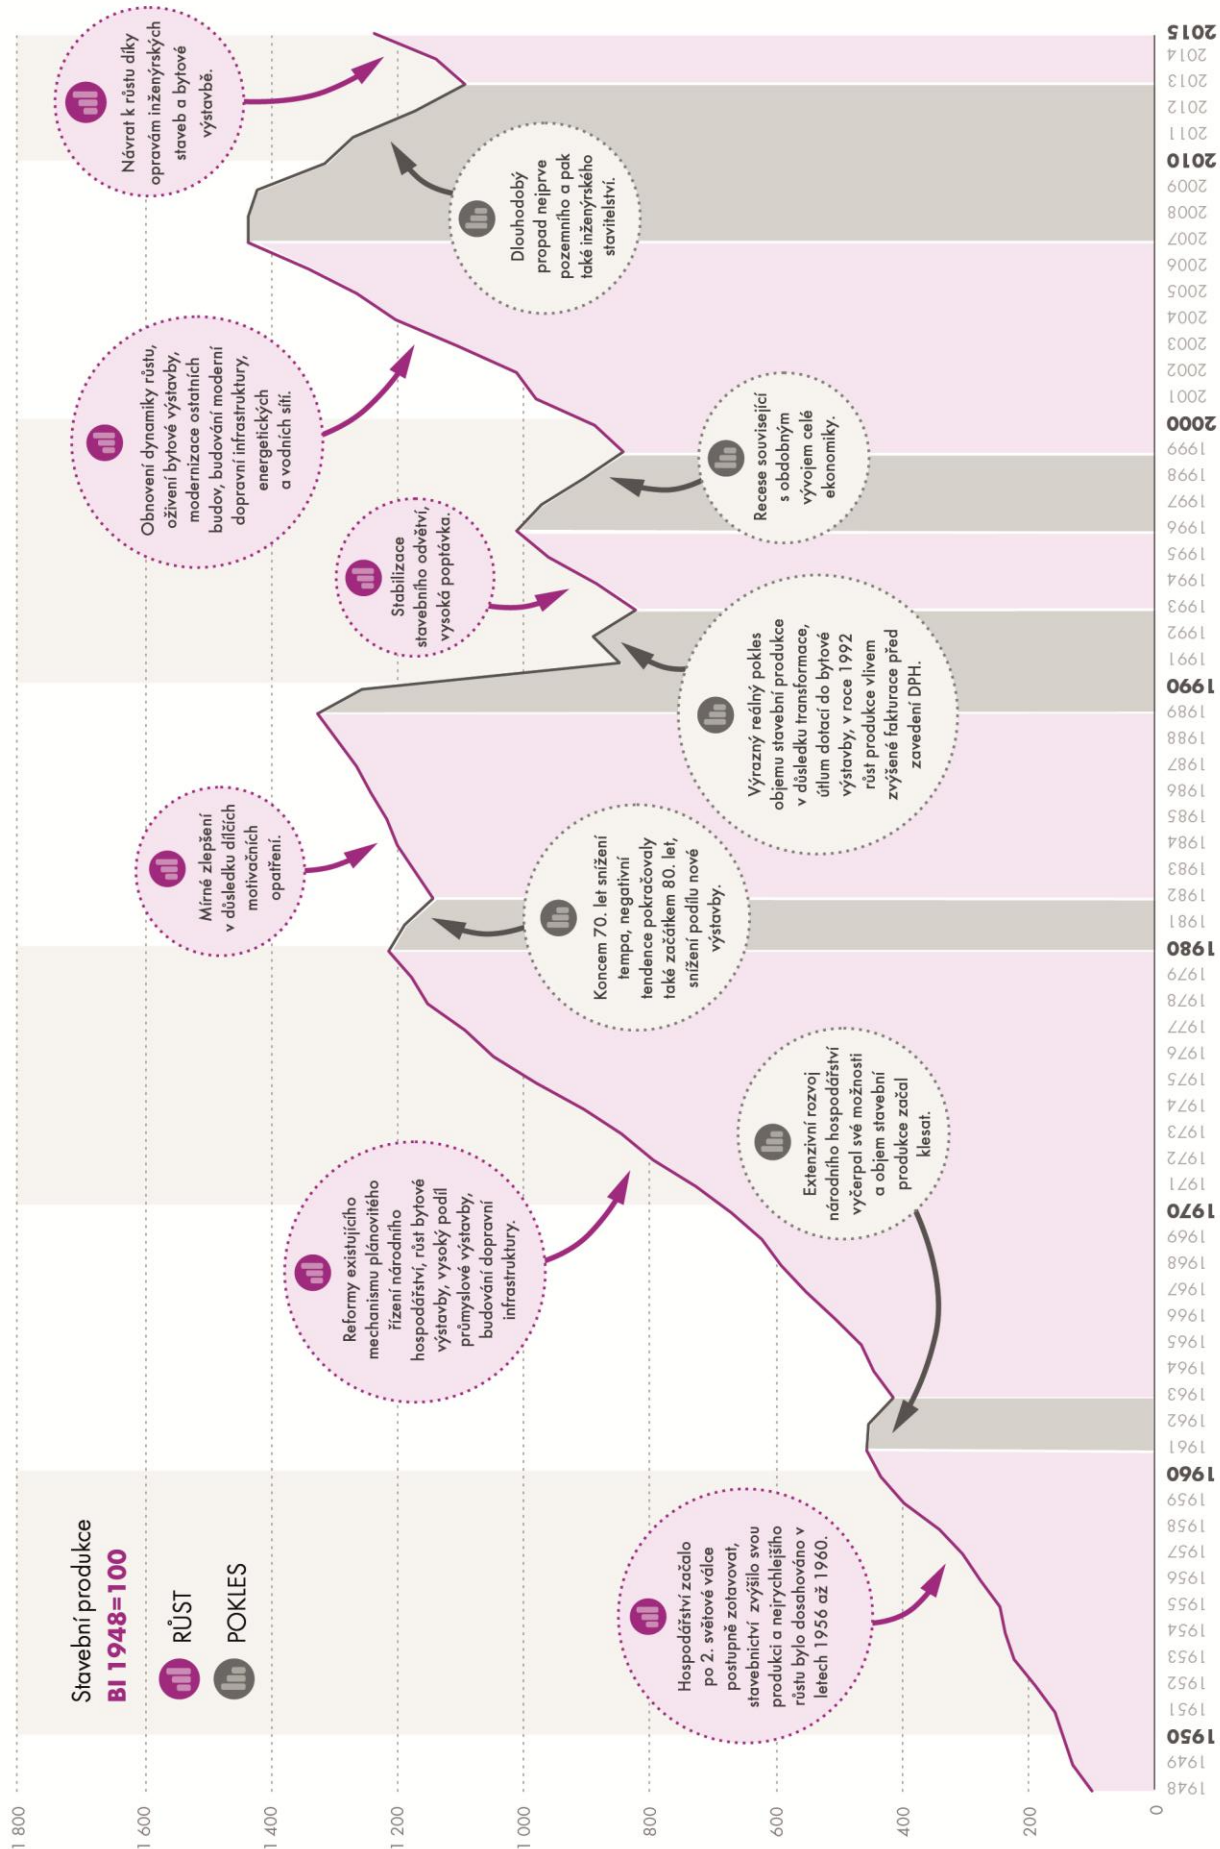 Stavební produkce
BI 1948=100
RŮST
POKLES
Hospodářství začalo
po 2. světové válce
postupně zotavovat,
stavebnictví zvýšilo svou
produkci a nejrychlejšího
růstu bylo dosahováno v
letech 1956 až 1960.
Extenzivní rozvoj
národního hospodářství
vyčerpal své možnosti
a objem stavební
produkce začal
klesat.
Reformy existujícího
mechanismu plánovitého
řízení národního
hospodářství, růst bytové
výstavby, vysoký podíl
průmyslové výstavby,
budování dopravní
infrastruktury.
Koncem 70. let snížení
tempa, negativní
tendence pokračovaly
také začátkem 80. let,
snížení podílu nové
výstavby.
Mírné zlepšení
v důsledku dílčích
motivačních
opatření.
Výrazný reálný pokles
objemu stavební produkce
v důsledku transformace,
útlum dotací do bytové
výstavby, v roce 1992
růst produkce vlivem
zvýšené fakturace před
zavedení DPH.
Stabilizace
stavebního odvětví,
vysoká poptávka.
Recese související
s obdobným
vývojem celé
ekonomiky.
Obnovení dynamiky růstu,
oživení bytové výstavby,
modernizace ostatních
budov, budování moderní
dopravní infrastruktury,
energetických
a vodních sítí.
Dlouhodobý
propad nejprve
pozemního a pak
také inženýrského
stavitelství.
Návrat k růstu díky
opravám inženýrských
staveb a bytové
výstavbě.
1 800
1 600
1 400
1 200
1 000
800
600
400
200
0
1948
1949
1950
1951
1952
1953
1954
1955
1956
1957
1958
1959
1960
1961
1962
1963
1964
1965
1966
1967
1968
1969
1970
1971
1972
1973
1974
1975
1976
1977
1978
1979
1980
1981
1982
1983
1984
1985
1986
1987
1988
1989
1990
1991
1992
1993
1994
1995
1996
1997
1998
1999
2000
2001
2002
2003
2004
2005
2006
2007
2008
2009
2010
2011
2012
2013
2014
2015